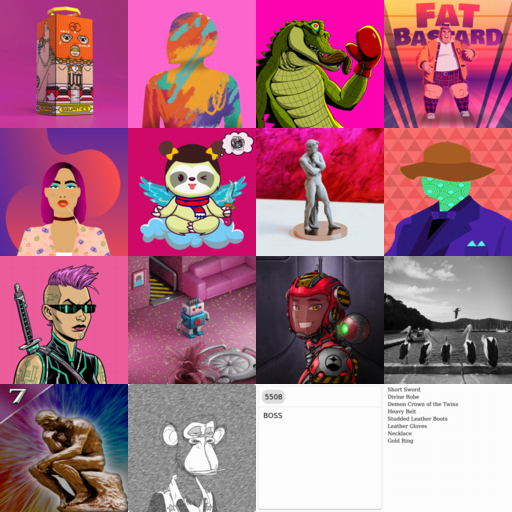 FAT
BASTARD
7
5508
BOSS
Short Sword
Divine Robe
Demon Crown of the Twins
Heavy Belt
Studded Leather Boots
Leather Gloves
Necklace
Gold Ring